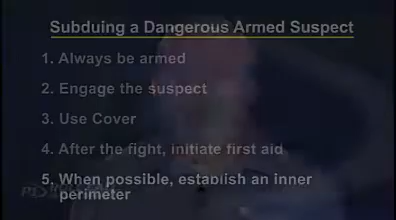 Subduing a Dangerous Armed Suspect
1. Always be armed
2. Engage the suspect
3. Use Cover
4. After the fight, initiate first aid
5. When possible, establish an inner
perimeter